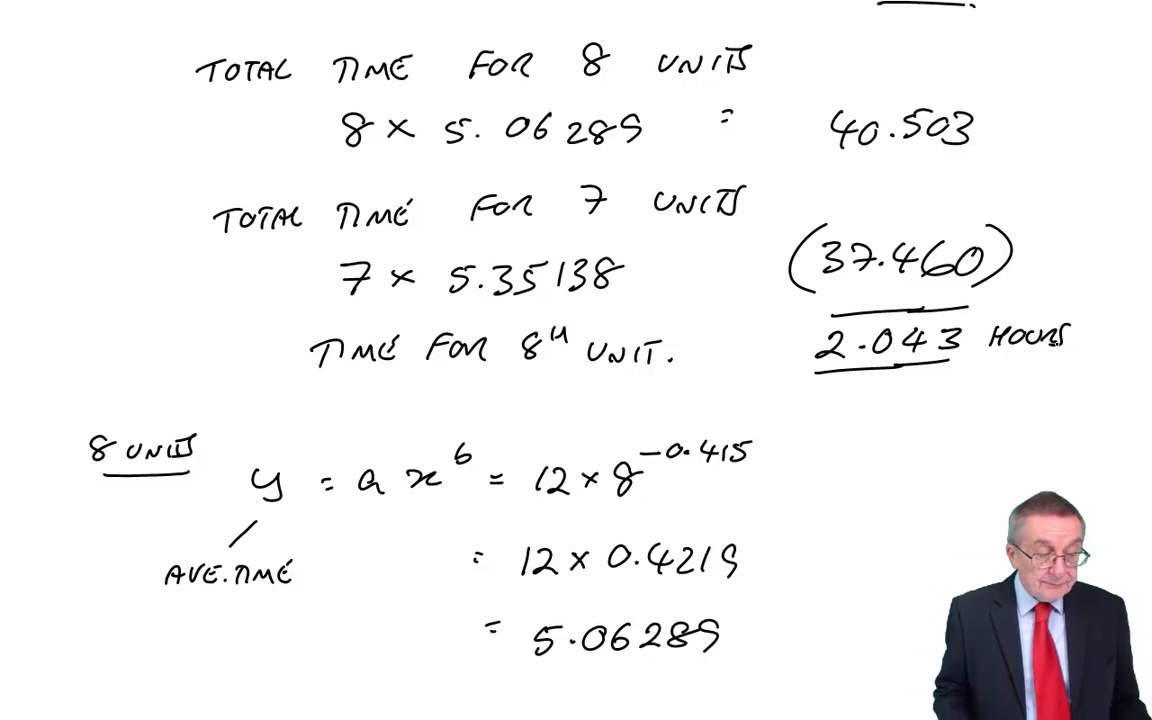 TOTAL TIME FOR 8 UNITS
8 × 5.06289 = 40.503
TOTAL TIME FOR 7 UNITS
7 × 5.35138 (37.460)
TIME FOR 8TH UNIT. 2.043 HOURS
8 UNITS y = a x^b = 12 × 8^-0.415
AVE.TIME = 12 × 0.4219
= 5.06289